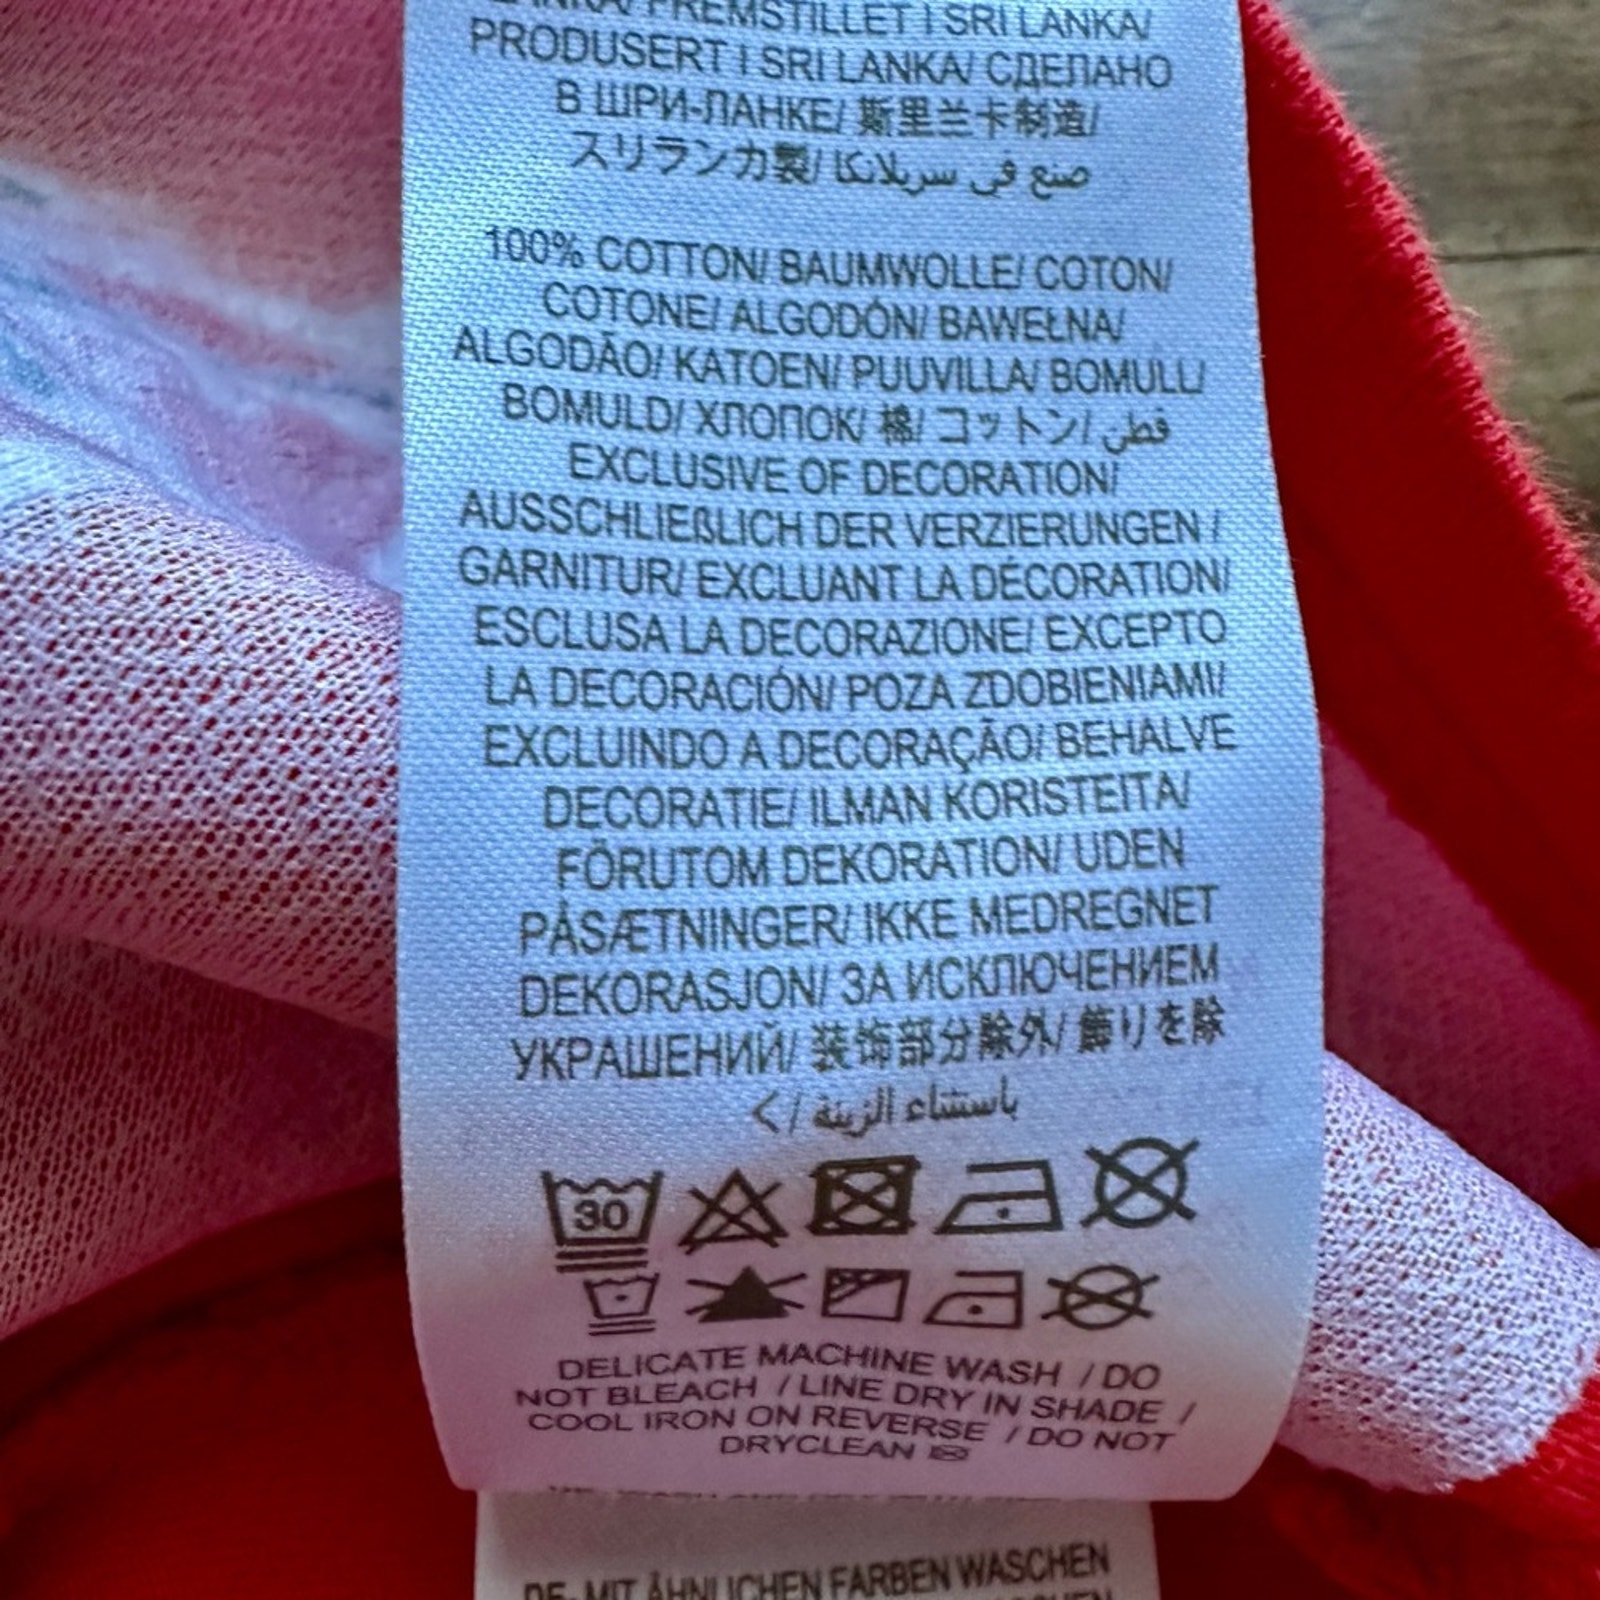 LANKA/ FREMSTILLET I SRI LANKA/
PRODUSERT I SRI LANKA/ СДЕЛАНО
В ШРИ-ЛАНКЕ/ 斯里兰卡制造/
スリランカ製/ صنع في سريلانكا
100% COTTON/ BAUMWOLLE/ COTON/
COTONE/ ALGODÓN/ BAWEŁNA/
ALGODÃO/ KATOEN/ PUUVILLA/ BOMULL/
BOMULD/ ХЛОПОК/ 棉/ コットン/ قطن
EXCLUSIVE OF DECORATION/
AUSSCHLIEßLICH DER VERZIERUNGEN /
GARNITUR/ EXCLUANT LA DÉCORATION/
ESCLUSA LA DECORAZIONE/ EXCEPTO
LA DECORACIÓN/ POZA ZDOBIENIAMI/
EXCLUINDO A DECORAÇÃO/ BEHALVE
DECORATIE/ ILMAN KORISTEITA/
FÖRUTOM DEKORATION/ UDEN
PÅSÆTNINGER/ IKKE MEDREGNET
DEKORASJON/ ЗА ИСКЛЮЧЕНИЕМ
УКРАШЕНИЙ/ 装饰部分除外/ 飾りを除
く/ باستثناء الزينة
30
DELICATE MACHINE WASH / DO
NOT BLEACH / LINE DRY IN SHADE /
COOL IRON ON REVERSE / DO NOT
DRYCLEAN
DE- MIT ÄHNLICHEN FARBEN WASCHEN